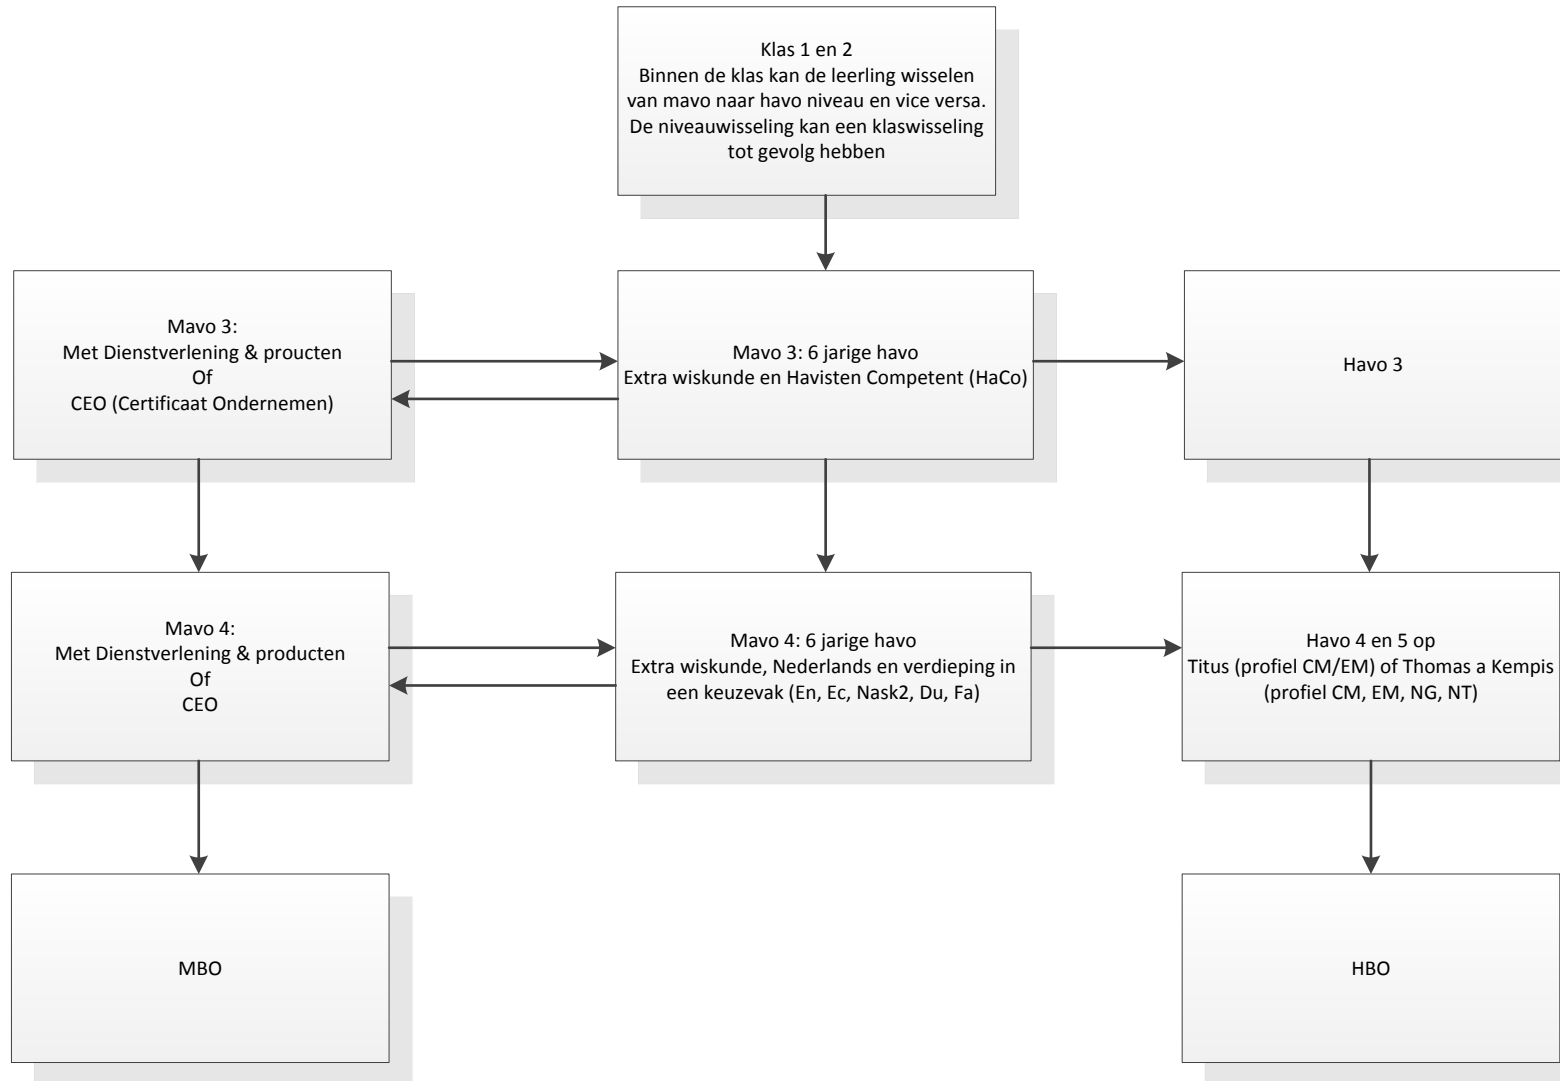 Klas 1 en 2
Binnen de klas kan de leerling wisselen
van mavo naar havo niveau en vice versa.
De niveauwisseling kan een klaswisseling
tot gevolg hebben
Mavo 3:
Met Dienstverlening & proucten
Of
CEO (Certificaat Ondernemen)
Mavo 3: 6 jarige havo
Extra wiskunde en Havisten Competent (HaCo)
Havo 3
Mavo 4:
Met Dienstverlening & producten
Of
CEO
Mavo 4: 6 jarige havo
Extra wiskunde, Nederlands en verdieping in
een keuzevak (En, Ec, Nask2, Du, Fa)
Havo 4 en 5 op
Titus (profiel CM/EM) of Thomas a Kempis
(profiel CM, EM, NG, NT)
MBO
HBO